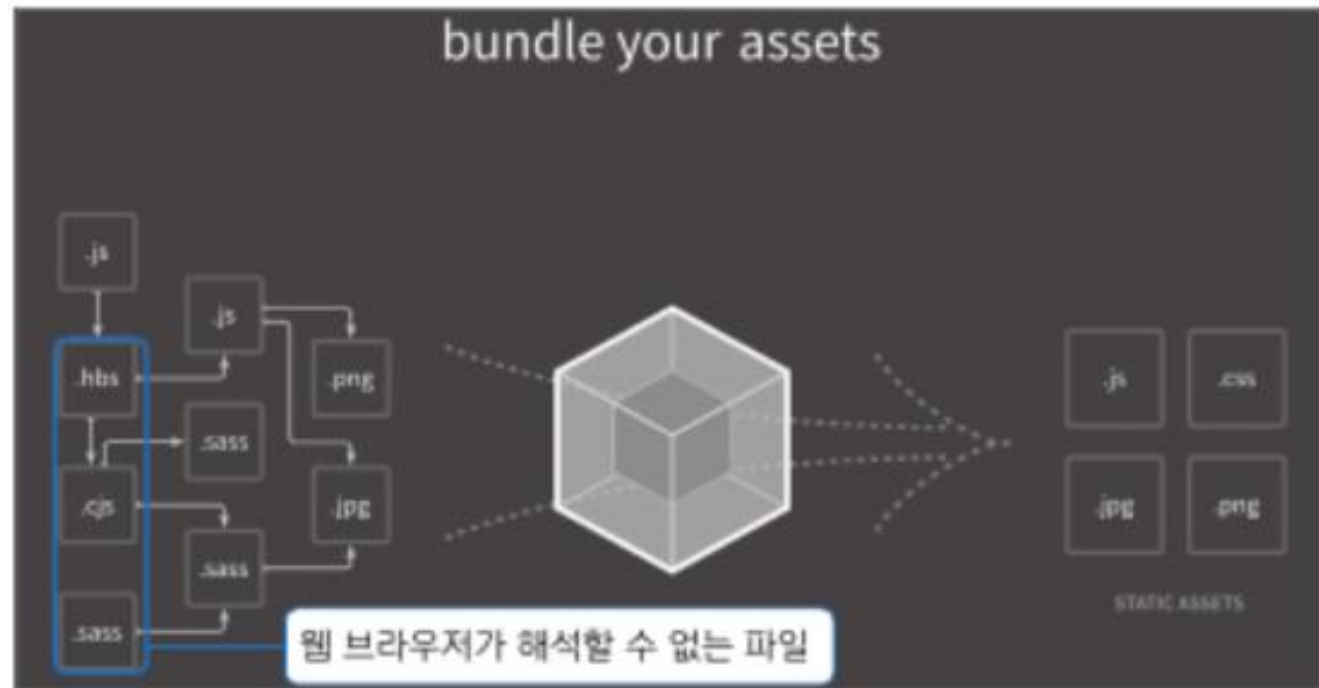 bundle your assets
.js
.js
.hbs
.png
.js
.css
.sass
.cjs
.jpg
.jpg
.png
.sass
STATIC ASSETS
.sass
웹 브라우저가 해석할 수 없는 파일